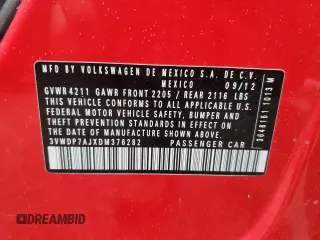 MFD BY VOLKSWAGEN DE MEXICO S.A. DE C.V.
MEXICO 09/12
GVWR 4211 GAWR FRONT 2205 / REAR 2116 LBS
THIS VEHICLE CONFORMS TO ALL APPLICABLE U.S.
FEDERAL MOTOR VEHICLE SAFETY, BUMPER, AND
THEFT PREVENTION STANDARDS IN EFFECT ON THE
DATE OF MANUFACTURE SHOWN ABOVE.
3VWDP7AJXDM376282 PASSENGER CAR
DREAMBID